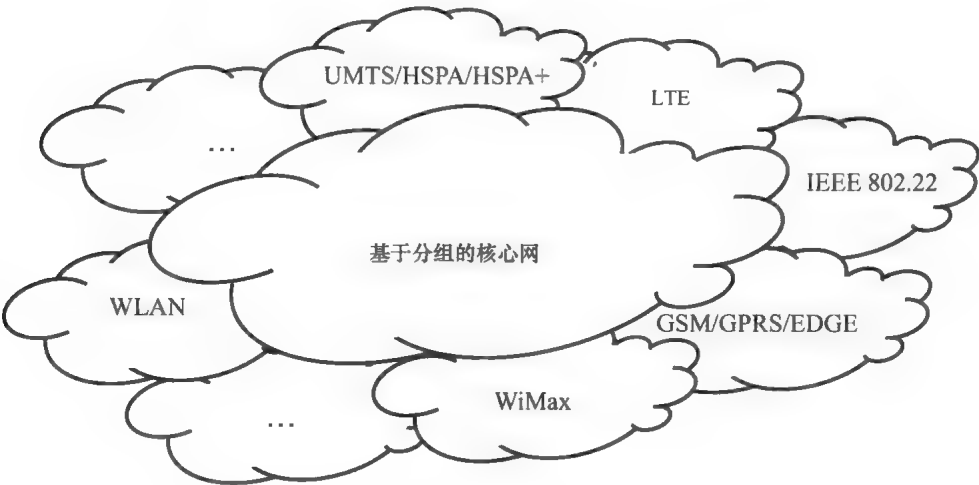 UMTS/HSPA/HSPA+
LTE
…
IEEE 802.22
基于分组的核心网
WLAN
GSM/GPRS/EDGE
WiMax
…